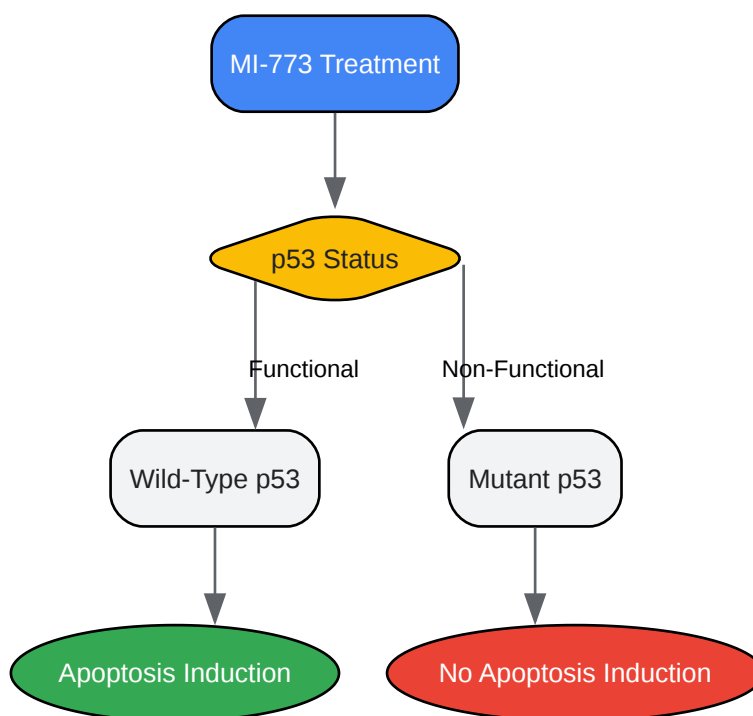 MI-773 Treatment
p53 Status
Functional
Non-Functional
Wild-Type p53
Mutant p53
Apoptosis Induction
No Apoptosis Induction